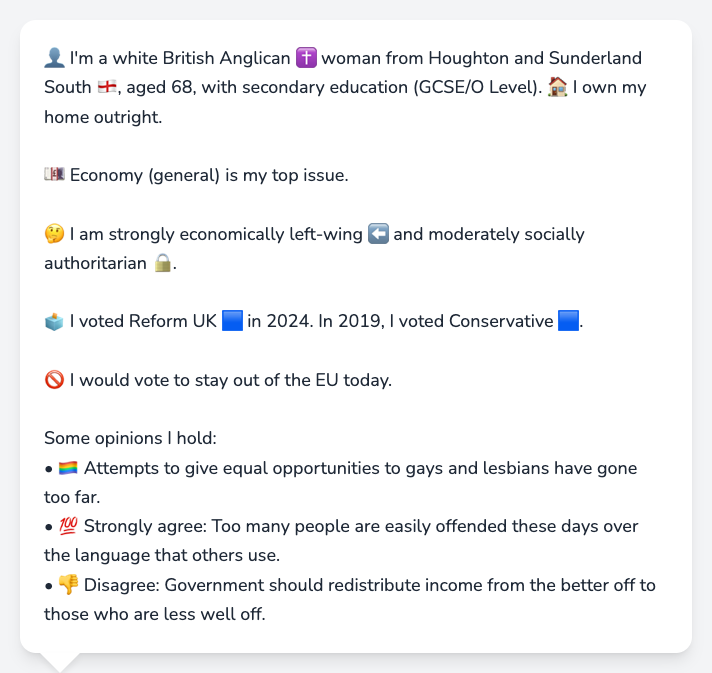 👤 I'm a white British Anglican ✝️ woman from Houghton and Sunderland
South 🏴󠁧󠁢󠁥󠁮󠁧󠁿, aged 68, with secondary education (GCSE/O Level). 🏠 I own my
home outright.
💷 Economy (general) is my top issue.
🤔 I am strongly economically left-wing ⬅️ and moderately socially
authoritarian 🔒.
🗳️ I voted Reform UK 🟦 in 2024. In 2019, I voted Conservative 🟦.
🚫 I would vote to stay out of the EU today.
Some opinions I hold:
• 🏳️‍🌈 Attempts to give equal opportunities to gays and lesbians have gone
too far.
• 💯 Strongly agree: Too many people are easily offended these days over
the language that others use.
• 👎 Disagree: Government should redistribute income from the better off to
those who are less well off.